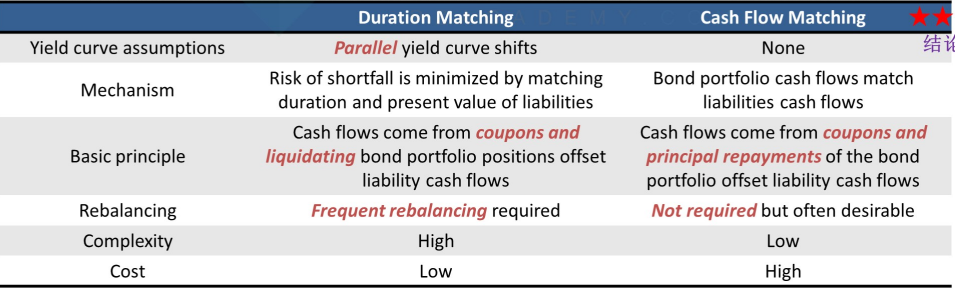 Duration Matching Cash Flow Matching ★★
Yield curve assumptions Parallel yield curve shifts None 结论
Mechanism Risk of shortfall is minimized by matching duration and present value of liabilities Bond portfolio cash flows match liabilities cash flows
Basic principle Cash flows come from coupons and liquidating bond portfolio positions offset liability cash flows Cash flows come from coupons and principal repayments of the bond portfolio offset liability cash flows
Rebalancing Frequent rebalancing required Not required but often desirable
Complexity High Low
Cost Low High